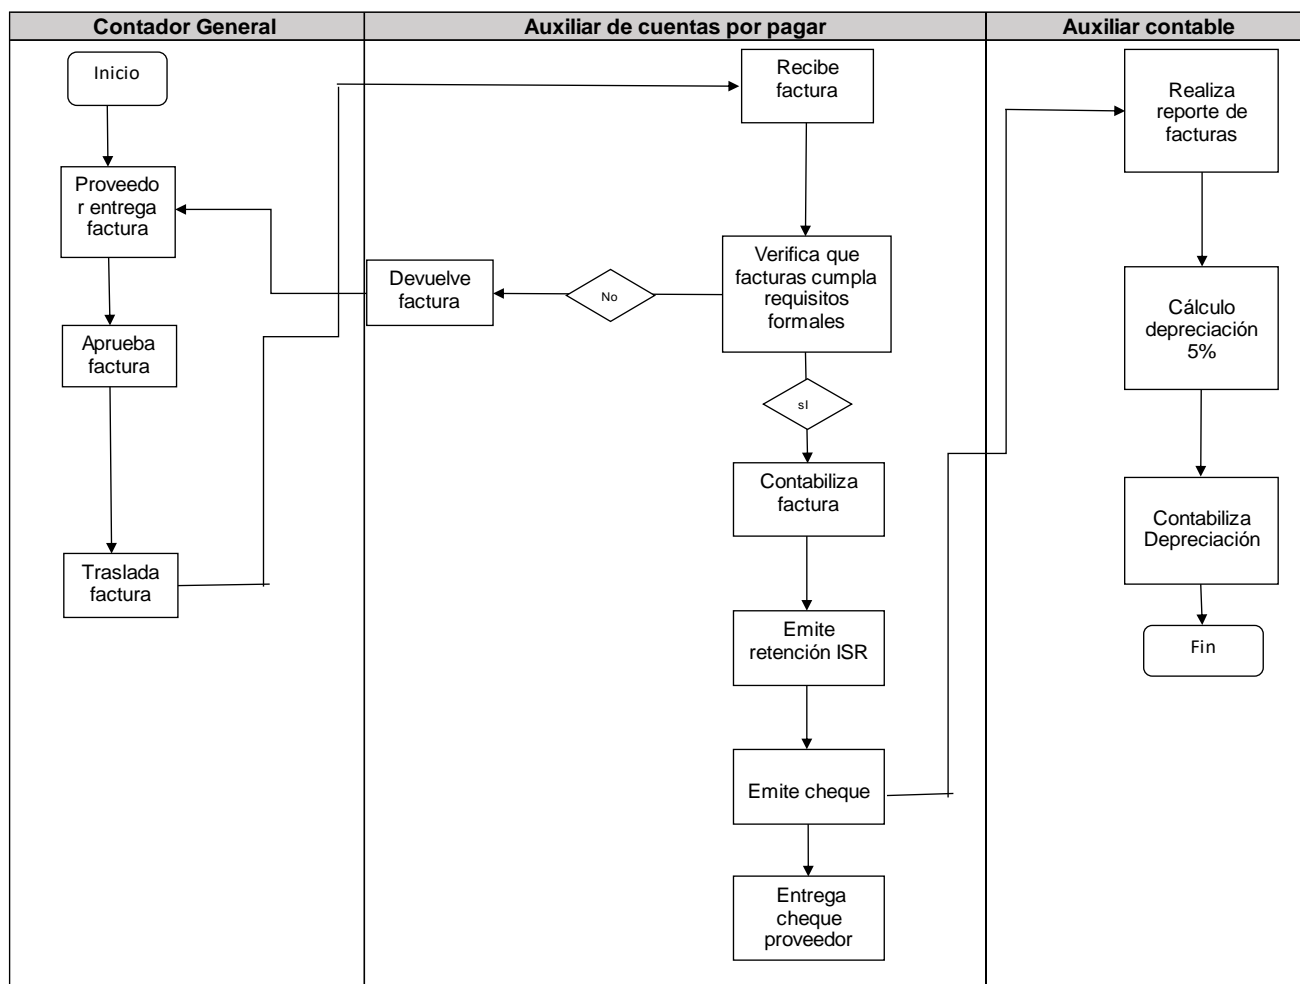 Contador General
Auxiliar de cuentas por pagar
Auxiliar contable
Inicio
Proveedo
r entrega
factura
Aprueba
factura
Traslada
factura
Recibe
factura
Verifica que
facturas cumpla
requisitos
formales
No
Devuelve
factura
sI
Contabiliza
factura
Emite
retención ISR
Emite cheque
Entrega
cheque
proveedor
Realiza
reporte de
facturas
Cálculo
depreciación
5%
Contabiliza
Depreciación
Fin